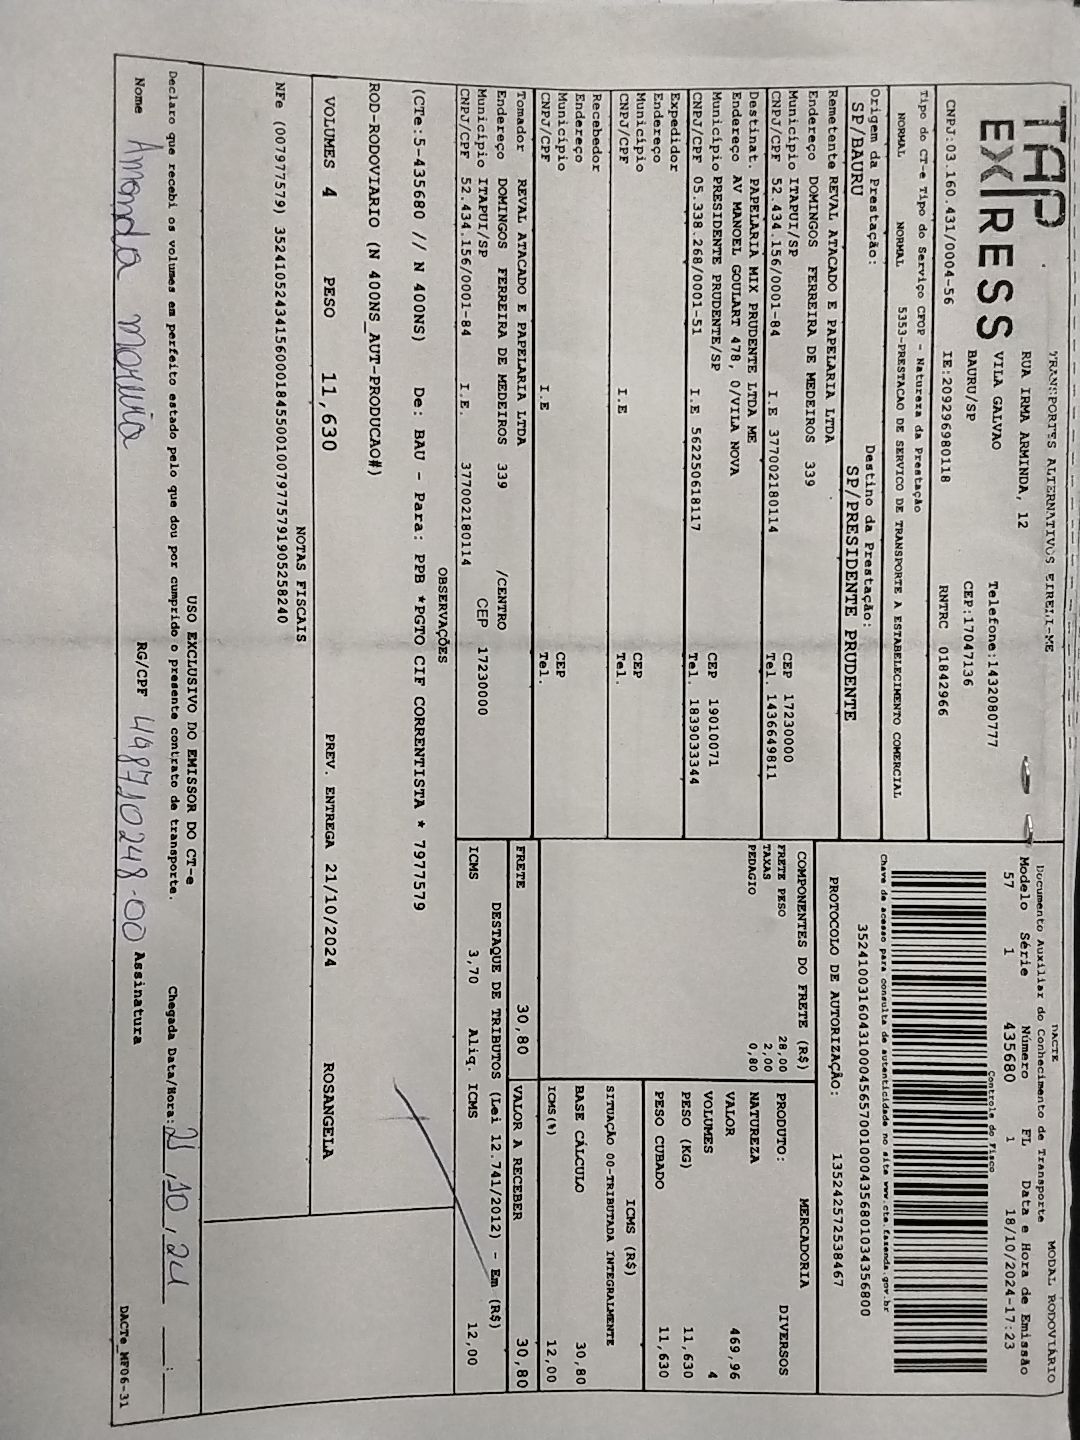 TAP EXPRESS
TRANSPORTES ALTERNATIVOS EIRELI-ME
RUA IRMA ARMINDA, 12
VILA GALVAO
BAURU/SP
Telefone:1432080777
CEP:17047136
CNPJ:03.160.431/0004-56 IE:209296980118 RNTRC 01842966
Tipo do CT-e Tipo do Serviço CFOP - Natureza da Prestação
NORMAL NORMAL 5353-PRESTACAO DE SERVICO DE TRANSPORTE A ESTABELECIMENTO COMERCIAL
Origem da Prestação: Destino da Prestação:
SP/BAURU SP/PRESIDENTE PRUDENTE
Remetente REVAL ATACADO E PAPELARIA LTDA
Endereço DOMINGOS FERREIRA DE MEDEIROS 339
Município ITAPUI/SP CEP 17230000
CNPJ/CPF 52.434.156/0001-84 I.E 377002180114 Tel. 1436649811
Destinat. PAPELARIA MIX PRUDENTE LTDA ME
Endereço AV MANOEL GOULART 478, 0/VILA NOVA
Município PRESIDENTE PRUDENTE/SP CEP 19010071
CNPJ/CPF 05.338.268/0001-51 I.E 562250618117 Tel. 1839033344
Expedidor
Endereço
Município CEP
CNPJ/CPF I.E Tel.
Recebedor
Endereço
Município CEP
CNPJ/CPF I.E Tel.
Tomador REVAL ATACADO E PAPELARIA LTDA
Endereço DOMINGOS FERREIRA DE MEDEIROS 339 /CENTRO
Município ITAPUI/SP CEP 17230000
CNPJ/CPF 52.434.156/0001-84 I.E. 377002180114
DACTE MODAL RODOVIÁRIO
Documento Auxiliar do Conhecimento de Transporte
Modelo Série Número FL Data e Hora de Emissão
57 1 435680 1 18/10/2024-17:23
Controle do Fisco
Chave de acesso para consulta de autenticidade no site www.cte.fazenda.gov.br
35241003160431000456570010004356801034356800
PROTOCOLO DE AUTORIZAÇÃO: 135242572538467
COMPONENTES DO FRETE (R$)
FRETE PESO 28,00
TAXAS 2,00
PEDAGIO 0,80
MERCADORIA
PRODUTO: DIVERSOS
NATUREZA
VALOR 469,96
VOLUMES 4
PESO (KG) 11,630
PESO CUBADO 11,630
ICMS (R$)
SITUAÇÃO 00-TRIBUTADA INTEGRALMENTE
BASE CÁLCULO 30,80
ICMS(%) 12,00
FRETE 30,80 VALOR A RECEBER 30,80
DESTAQUE DE TRIBUTOS (Lei 12.741/2012) - Em (R$)
ICMS 3,70 Aliq. ICMS 12,00
OBSERVAÇÕES
(CTe:5-435680 // N 400NS) De: BAU - Para: PPB *PGTO CIF CORRENTISTA * 7977579
ROD-RODOVIARIO (N 400NS_AUT-PRODUCAO#)
VOLUMES 4 PESO 11,630 PREV. ENTREGA 21/10/2024 ROSANGELA
NOTAS FISCAIS
NFe (007977579) 35241052434156000184550010079775791905258240
USO EXCLUSIVO DO EMISSOR DO CT-e
Declaro que recebi os volumes em perfeito estado pelo que dou por cumprido o presente contrato de transporte. Chegada Data/Hora: 21/10/24 __:__
Nome Amanda moreira RG/CPF 498710248-00 Assinatura
DACTe_MF06-31